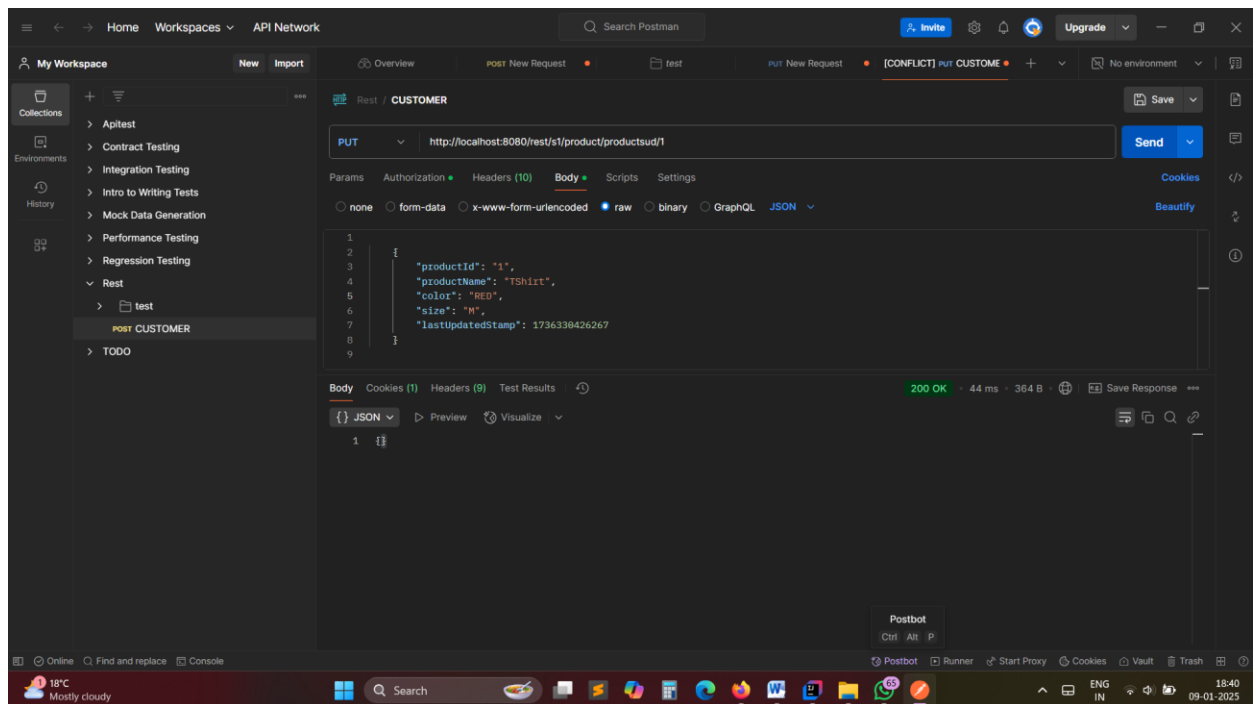 Home Workspaces API Network Search Postman Invite Upgrade
My Workspace New Import Overview POST New Request test PUT New Request [CONFLICT] PUT CUSTOME No environment
Collections
Environments
History
Apitest
Contract Testing
Integration Testing
Intro to Writing Tests
Mock Data Generation
Performance Testing
Regression Testing
Rest
test
POST CUSTOMER
TODO
HTTP Rest / CUSTOMER Save
PUT http://localhost:8080/rest/s1/product/productsud/1 Send
Params Authorization Headers (10) Body Scripts Settings Cookies
none form-data x-www-form-urlencoded raw binary GraphQL JSON Beautify
1
2 {
3 "productId": "1",
4 "productName": "TShirt",
5 "color": "RED",
6 "size": "M",
7 "lastUpdatedStamp": 1736330426267
8 }
9
Body Cookies (1) Headers (9) Test Results 200 OK 44 ms 364 B Save Response
{} JSON Preview Visualize
1 {}
Postbot
Ctrl Alt P
Online Find and replace Console Postbot Runner Start Proxy Cookies Vault Trash
1 18°C
Mostly cloudy
Search
65
ENG
IN
18:40
09-01-2025